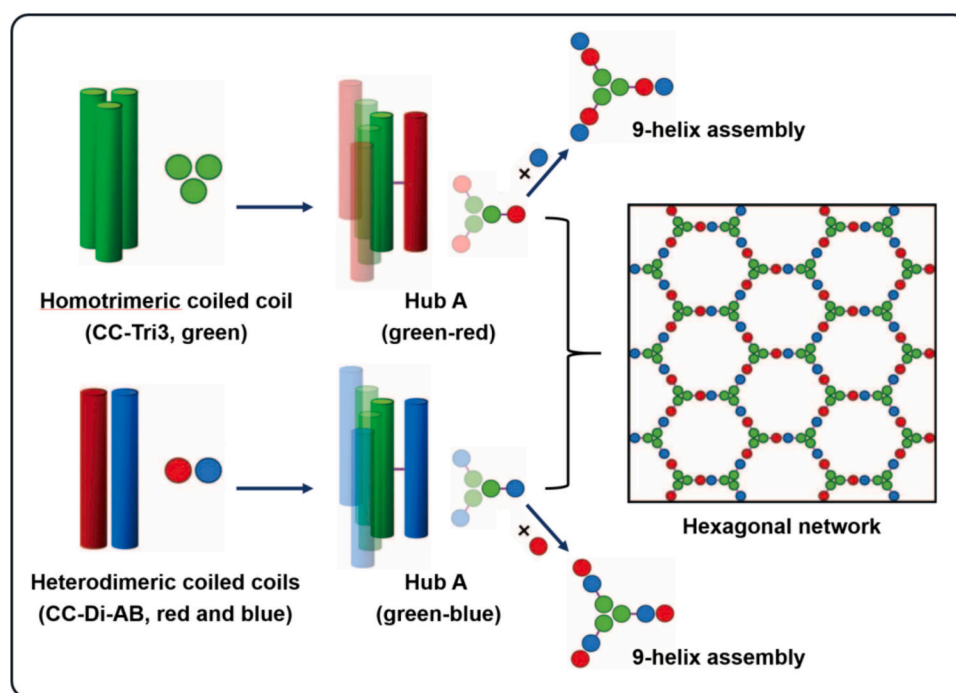 9-helix assembly
×
Homotrimeric coiled coil
(CC-Tri3, green)
Hub A
(green-red)
Hexagonal network
×
Heterodimeric coiled coils
(CC-Di-AB, red and blue)
Hub A
(green-blue)
9-helix assembly